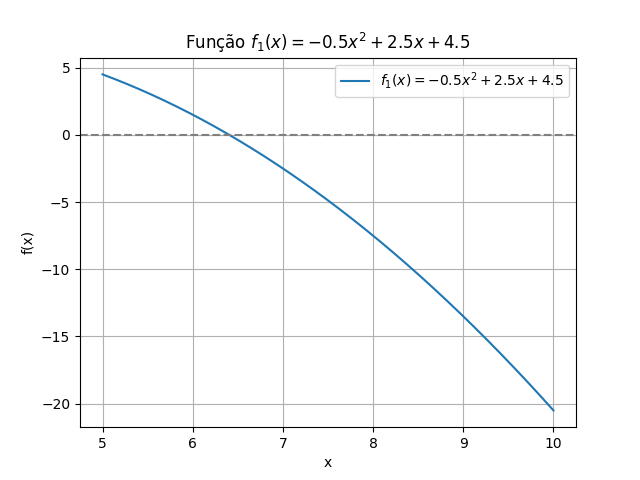 Função $f_1(x) = -0.5x^2 + 2.5x + 4.5$
$f_1(x) = -0.5x^2 + 2.5x + 4.5$
5
0
−5
−10
−15
−20
f(x)
5 6 7 8 9 10
x